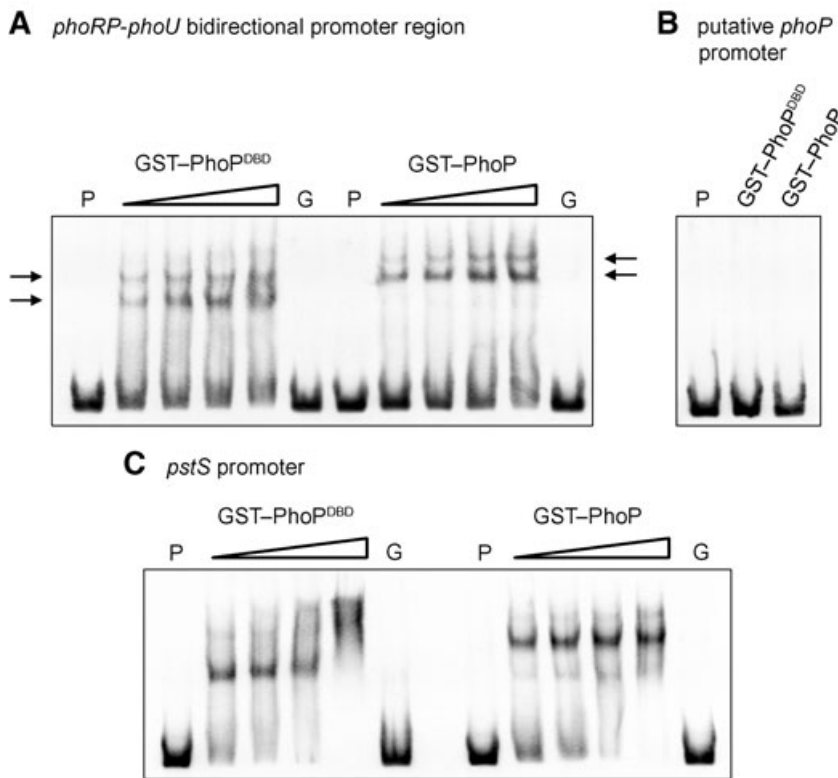 A phoRP-phoU bidirectional promoter region
B putative phoP
promoter
GST–PhoPDBD
GST–PhoP
P
G
P
G
P
GST–PhoPDBD
GST–PhoP
C pstS promoter
GST–PhoPDBD
GST–PhoP
P
G
P
G